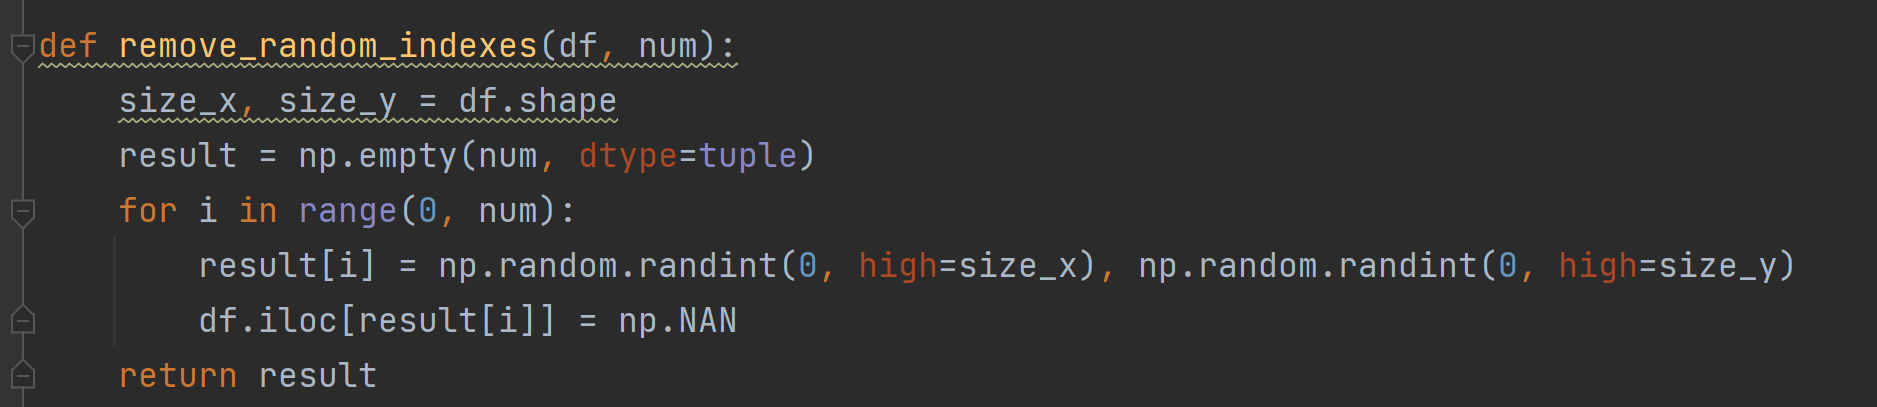 def remove_random_indexes(df, num):
    size_x, size_y = df.shape
    result = np.empty(num, dtype=tuple)
    for i in range(0, num):
        result[i] = np.random.randint(0, high=size_x), np.random.randint(0, high=size_y)
        df.iloc[result[i]] = np.NAN
    return result